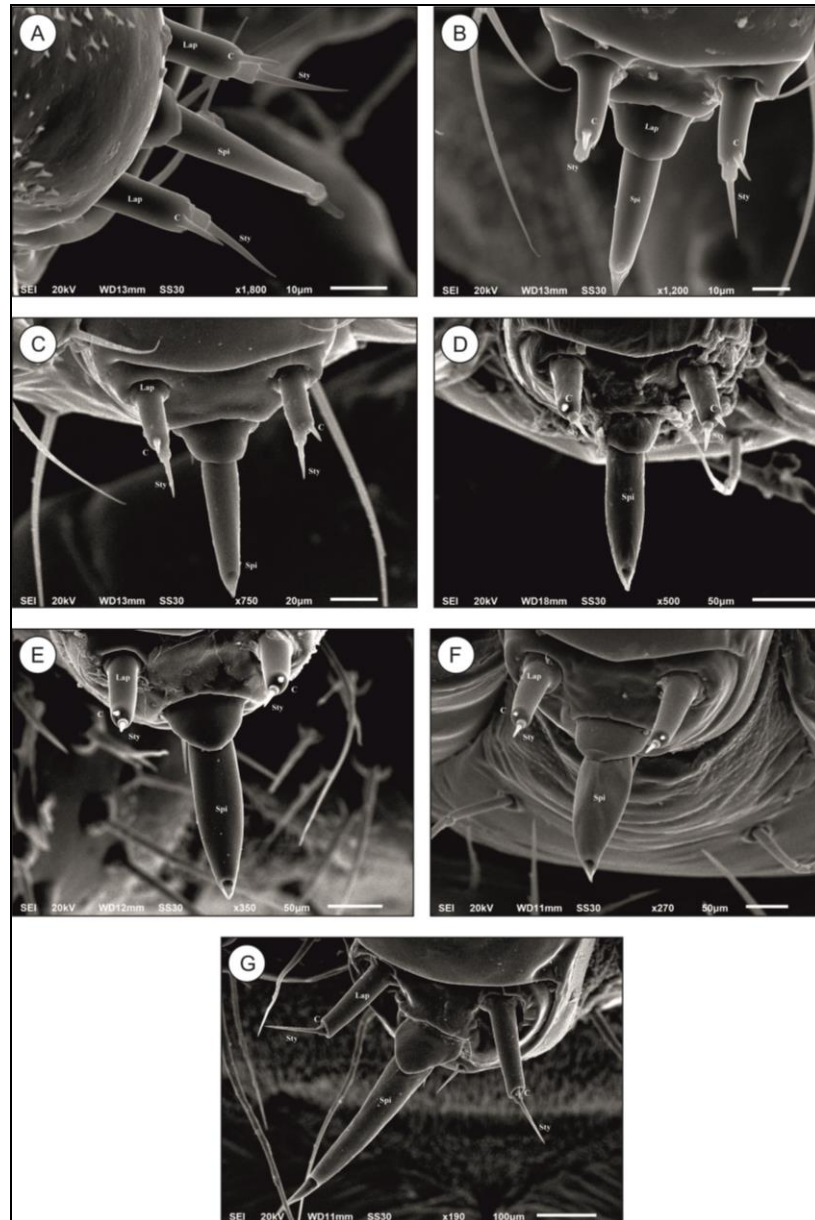 A
Lap
C
Sty
Spi
Lap
C
Sty
SEI 20kV WD13mm SS30 x1,800 10µm
B
Lap
C
C
Sty
Spi
Sty
SEI 20kV WD13mm SS30 x1,200 10µm
C
Lap
C
C
Sty
Sty
Spi
SEI 20kV WD13mm SS30 x750 20µm
D
C
C
Spi
SEI 20kV WD18mm SS30 x500 50µm
E
Lap
C
C
Sty
Sty
Spi
SEI 20kV WD12mm SS30 x350 50µm
F
Lap
C
Sty
Spi
SEI 20kV WD11mm SS30 x270 50µm
G
Lap
C
Sty
C
Spi
Sty
SEI 20kV WD11mm SS30 x190 100µm